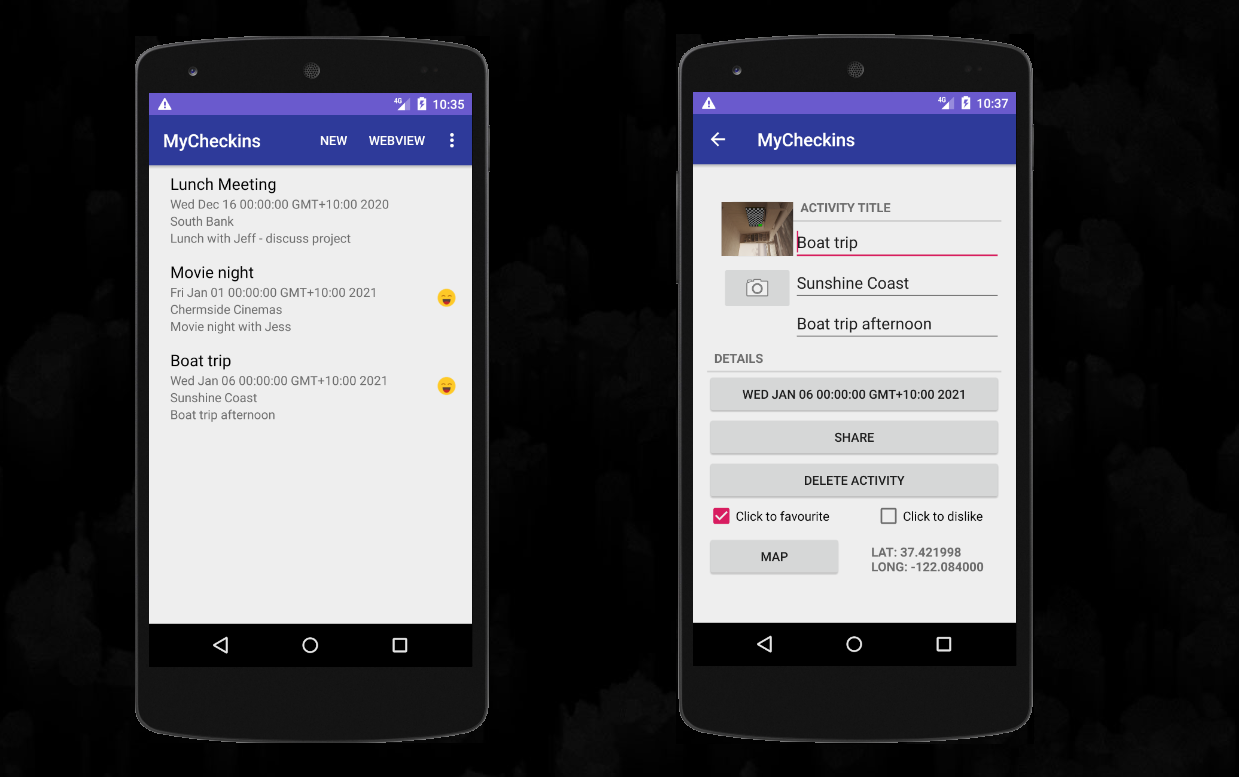 4G 10:35
MyCheckins NEW WEBVIEW
Lunch Meeting
Wed Dec 16 00:00:00 GMT+10:00 2020
South Bank
Lunch with Jeff - discuss project
Movie night
Fri Jan 01 00:00:00 GMT+10:00 2021
Chermside Cinemas
Movie night with Jess
Boat trip
Wed Jan 06 00:00:00 GMT+10:00 2021
Sunshine Coast
Boat trip afternoon
4G 10:37
MyCheckins
ACTIVITY TITLE
Boat trip
Sunshine Coast
Boat trip afternoon
DETAILS
WED JAN 06 00:00:00 GMT+10:00 2021
SHARE
DELETE ACTIVITY
Click to favourite Click to dislike
MAP
LAT: 37.421998
LONG: -122.084000